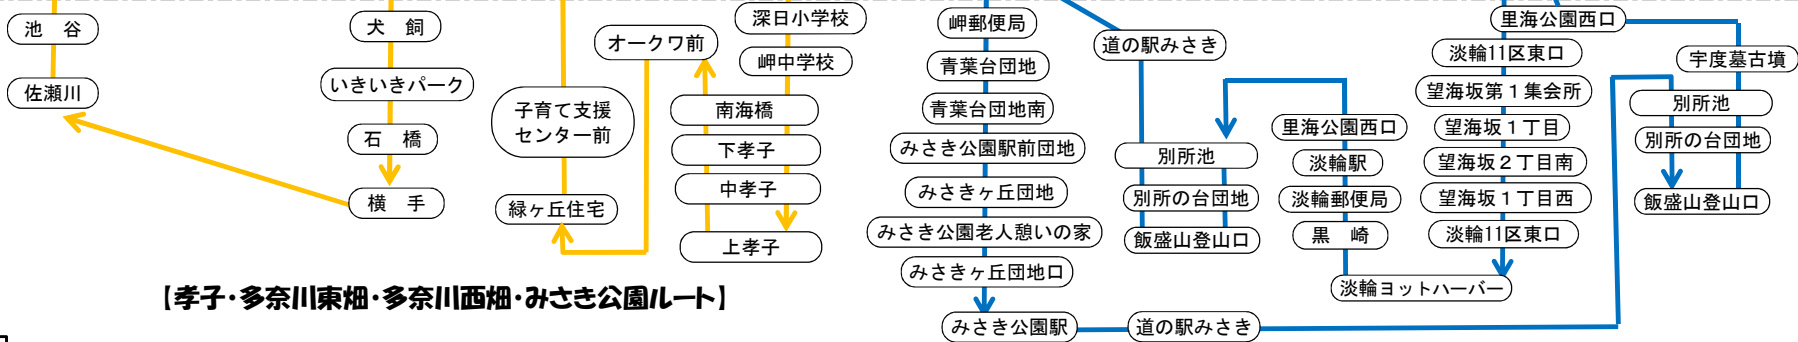 池　谷
佐瀬川
犬　飼
いきいきパーク
石　橋
横　手
子育て支援
センター前
緑ヶ丘住宅
オークワ前
深日小学校
岬中学校
南海橋
下孝子
中孝子
上孝子
【孝子・多奈川東畑・多奈川西畑・みさき公園ルート】
岬郵便局
青葉台団地
青葉台団地南
みさき公園駅前団地
みさきヶ丘団地
みさき公園老人憩いの家
みさきヶ丘団地口
みさき公園駅
道の駅みさき
道の駅みさき
別所池
別所の台団地
飯盛山登山口
里海公園西口
淡輪駅
淡輪郵便局
黒　崎
淡輪ヨットハーバー
里海公園西口
淡輪11区東口
望海坂第１集会所
望海坂１丁目
望海坂２丁目南
望海坂１丁目西
淡輪11区東口
宇度墓古墳
別所池
別所の台団地
飯盛山登山口